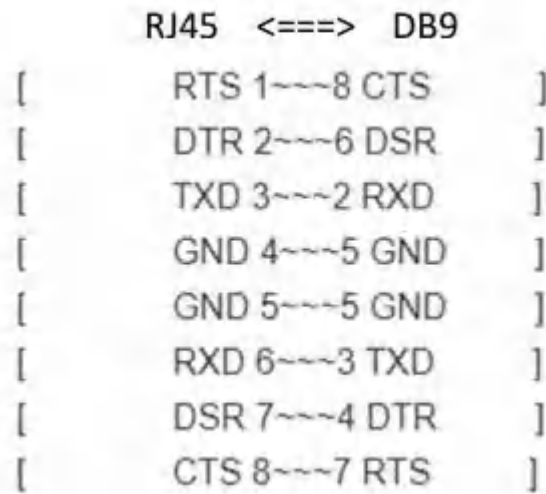 RJ45 <===> DB9
[ RTS 1~~~8 CTS ]
[ DTR 2~~~6 DSR ]
[ TXD 3~~~2 RXD ]
[ GND 4~~~5 GND ]
[ GND 5~~~5 GND ]
[ RXD 6~~~3 TXD ]
[ DSR 7~~~4 DTR ]
[ CTS 8~~~7 RTS ]